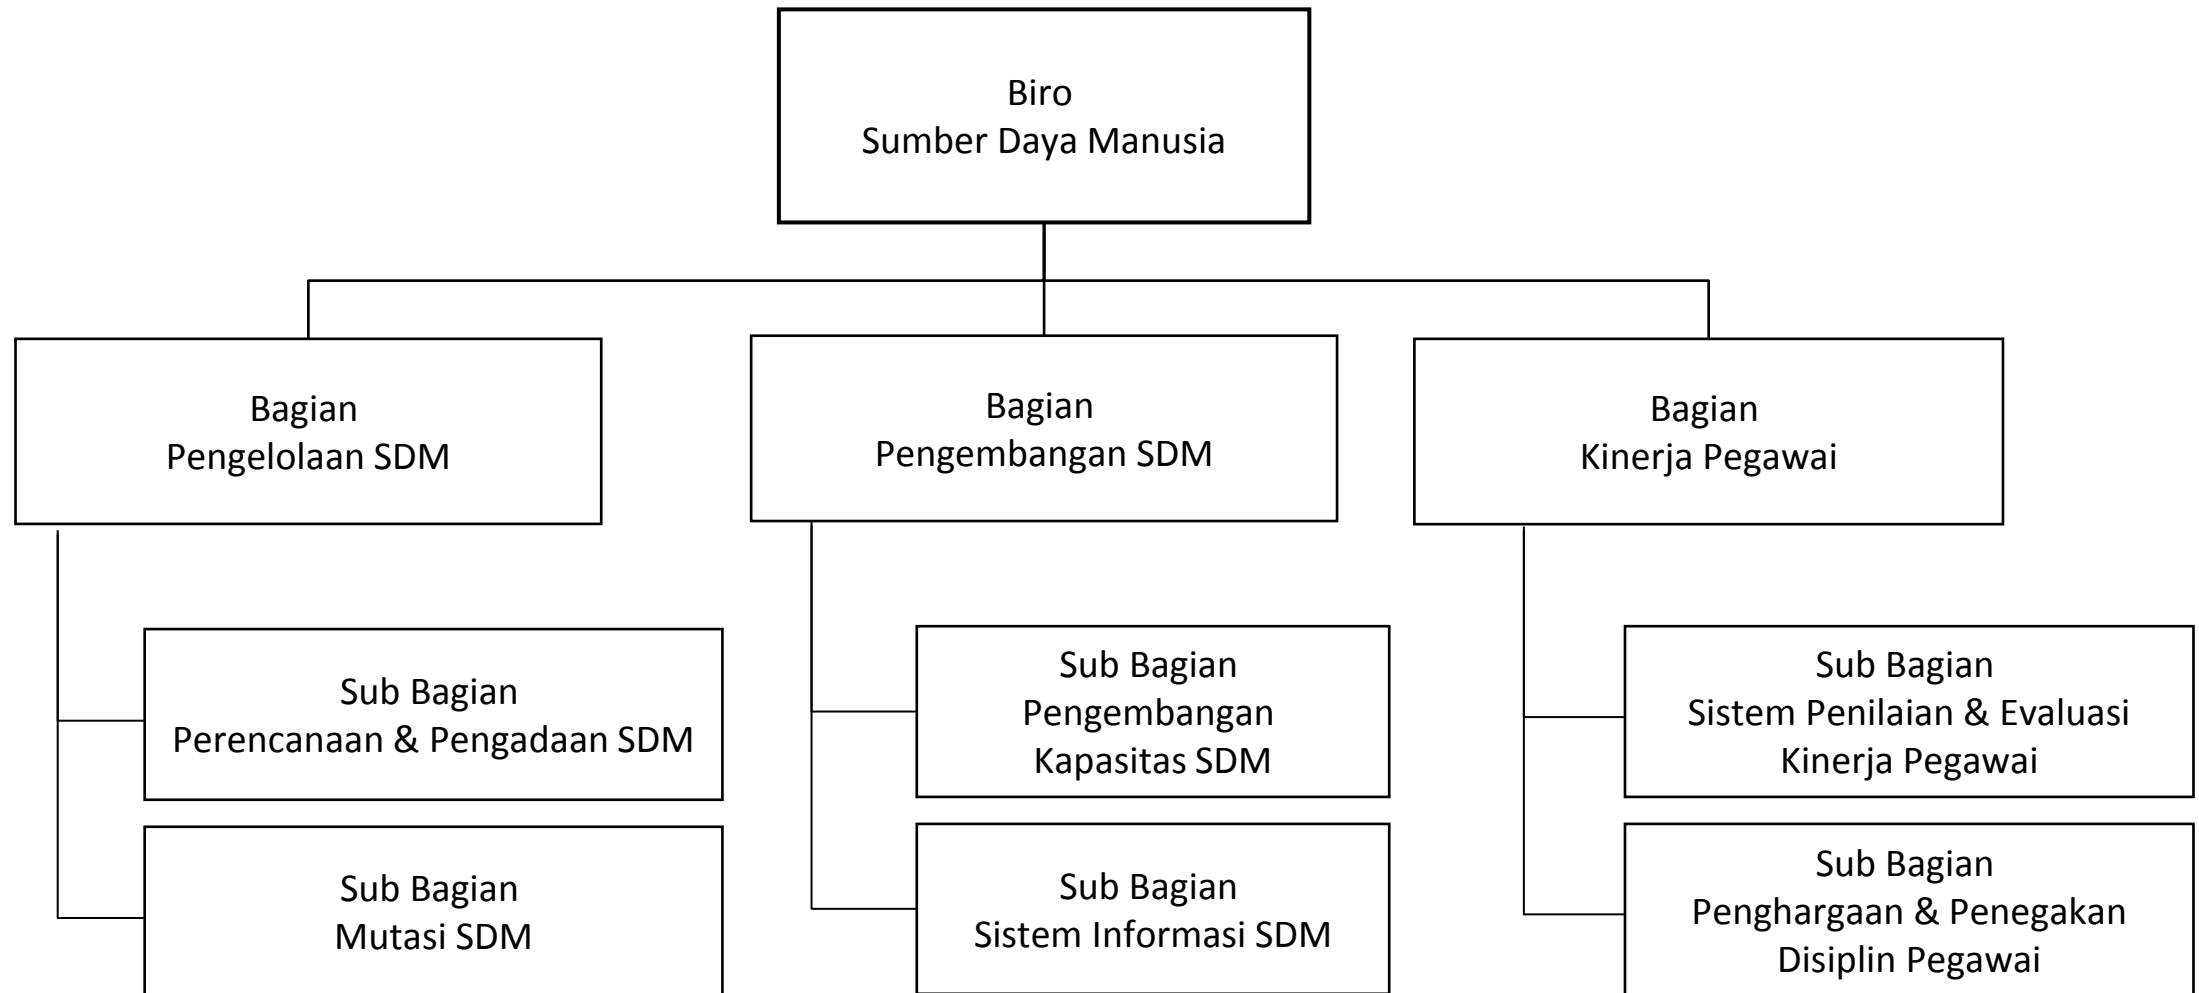 Biro
Sumber Daya Manusia
Bagian
Pengelolaan SDM
Bagian
Pengembangan SDM
Bagian
Kinerja Pegawai
Sub Bagian
Perencanaan & Pengadaan SDM
Sub Bagian
Pengembangan
Kapasitas SDM
Sub Bagian
Sistem Penilaian & Evaluasi
Kinerja Pegawai
Sub Bagian
Mutasi SDM
Sub Bagian
Sistem Informasi SDM
Sub Bagian
Penghargaan & Penegakan
Disiplin Pegawai